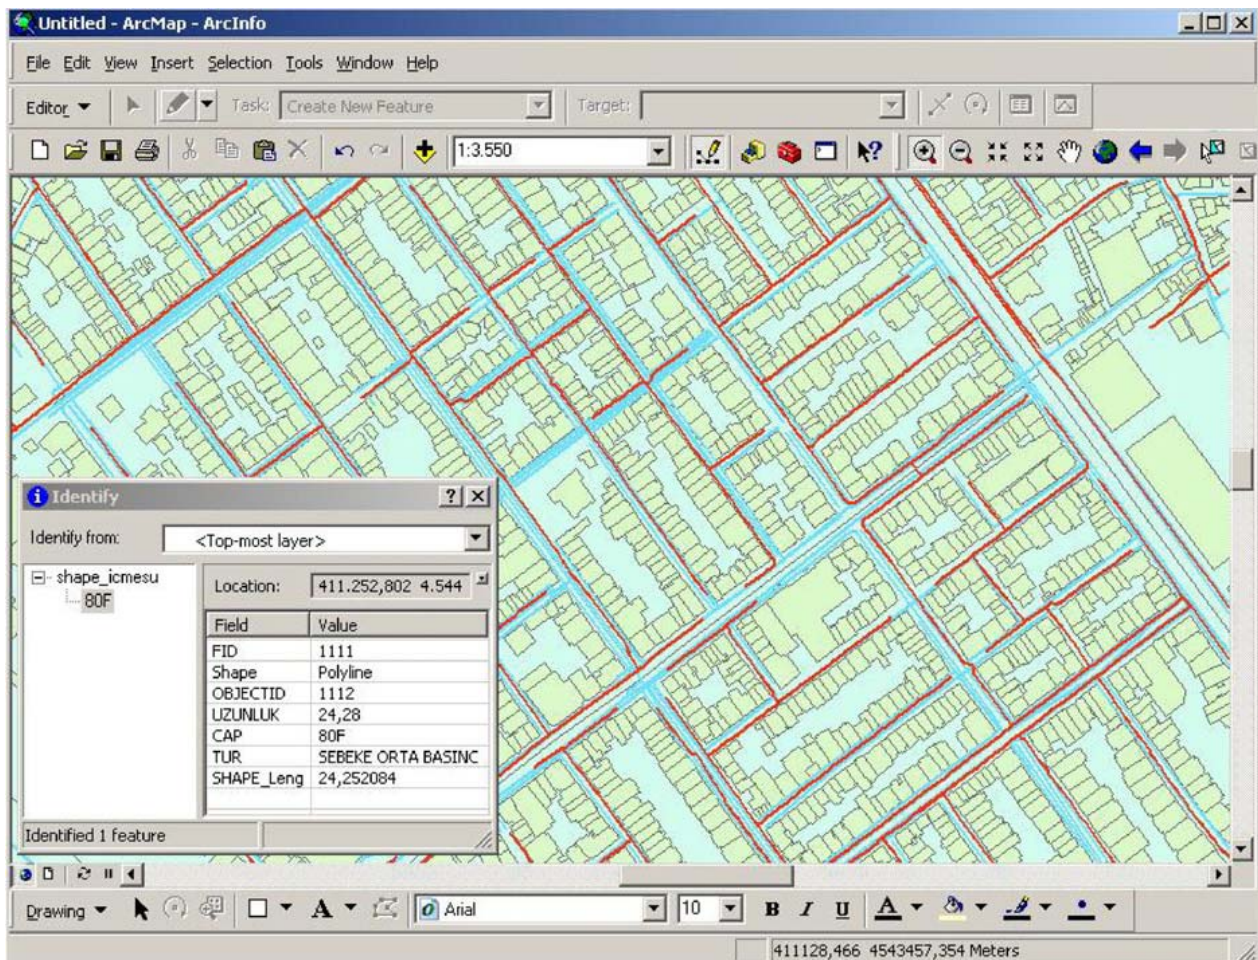 Untitled - ArcMap - ArcInfo
File Edit View Insert Selection Tools Window Help
Editor Task: Create New Feature Target:
1:3.550
Identify
Identify from: <Top-most layer>
shape_icmesu
80F
Location: 411.252,802 4.544
Field Value
FID 1111
Shape Polyline
OBJECTID 1112
UZUNLUK 24,28
CAP 80F
TUR SEBEKE ORTA BASINC
SHAPE_Leng 24,252084
Identified 1 feature
Drawing A Arial 10 B I U A
411128,466 4543457,354 Meters